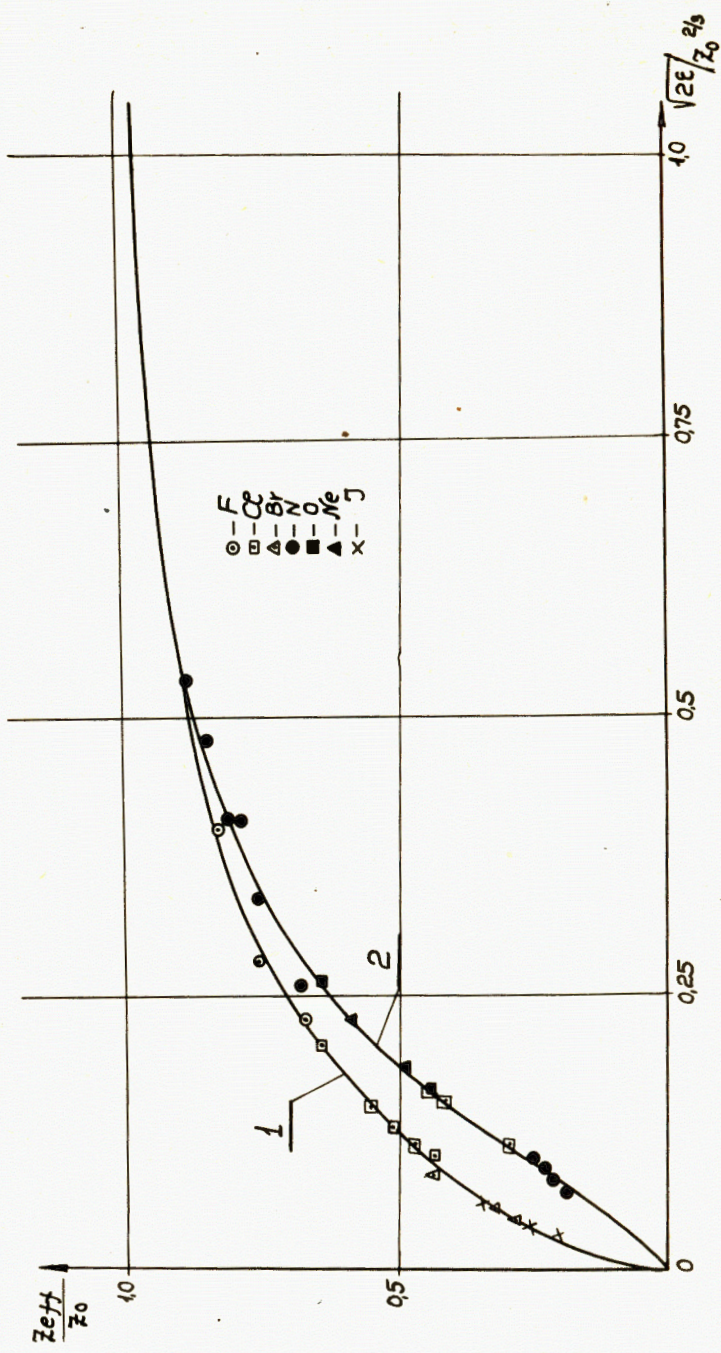 Zeff/Z0
1,0
0,5
1
2
⊙ – F
⊡ – Cl
△ – Br
● – N
■ – O
▲ – Ne
× – J
0
0,25
0,5
0,75
1,0
√2ε/Z0^2/3